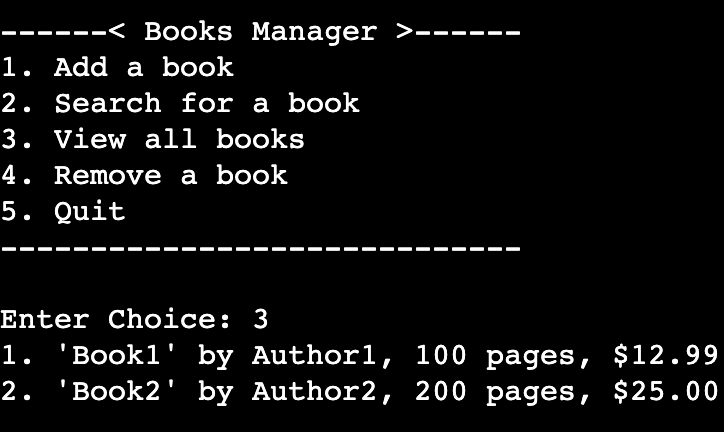 ------< Books Manager >------
1. Add a book
2. Search for a book
3. View all books
4. Remove a book
5. Quit
-----------------------------
Enter Choice: 3
1. 'Book1' by Author1, 100 pages, $12.99
2. 'Book2' by Author2, 200 pages, $25.00